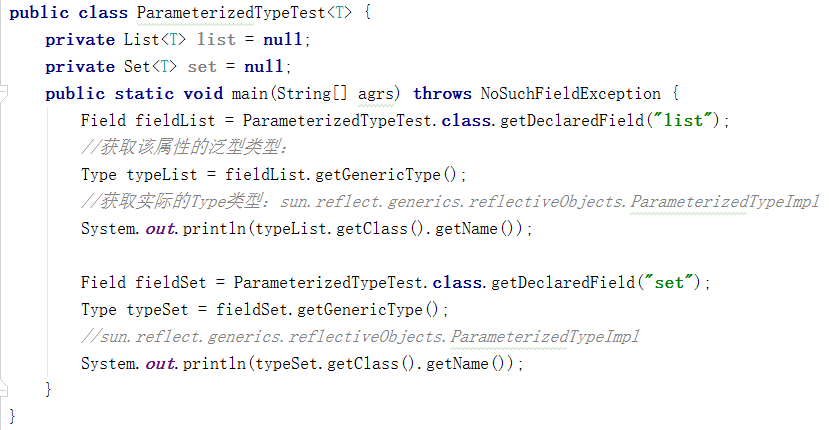 public class ParameterizedTypeTest<T> {
    private List<T> list = null;
    private Set<T> set = null;
    public static void main(String[] agrs) throws NoSuchFieldException {
        Field fieldList = ParameterizedTypeTest.class.getDeclaredField("list");
        //获取该属性的泛型类型：
        Type typeList = fieldList.getGenericType();
        //获取实际的Type类型：sun.reflect.generics.reflectiveObjects.ParameterizedTypeImpl
        System.out.println(typeList.getClass().getName());

        Field fieldSet = ParameterizedTypeTest.class.getDeclaredField("set");
        Type typeSet = fieldSet.getGenericType();
        //sun.reflect.generics.reflectiveObjects.ParameterizedTypeImpl
        System.out.println(typeSet.getClass().getName());
    }
}